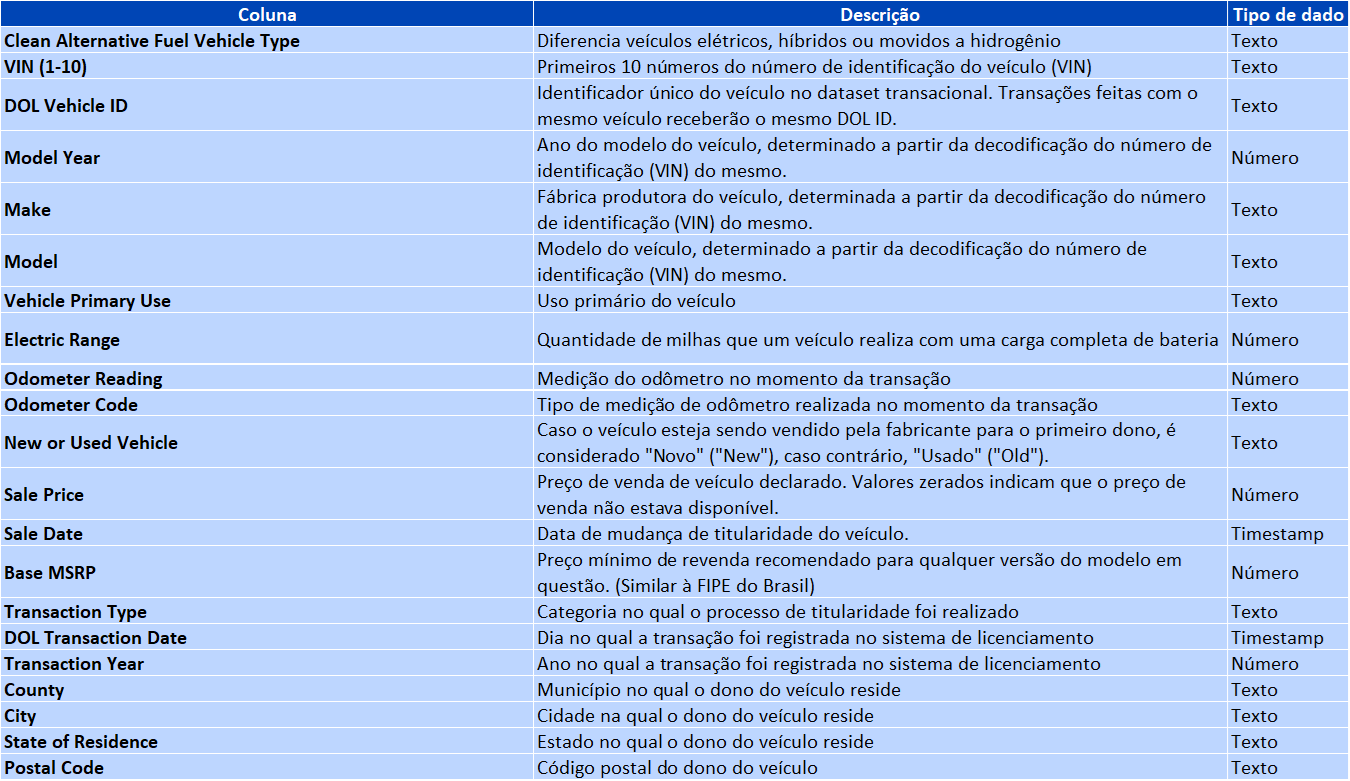 Coluna Descrição Tipo de dado
Clean Alternative Fuel Vehicle Type Diferencia veículos elétricos, híbridos ou movidos a hidrogênio Texto
VIN (1-10) Primeiros 10 números do número de identificação do veículo (VIN) Texto
DOL Vehicle ID Identificador único do veículo no dataset transacional. Transações feitas com o
mesmo veículo receberão o mesmo DOL ID. Texto
Model Year Ano do modelo do veículo, determinado a partir da decodificação do número de
identificação (VIN) do mesmo. Número
Make Fábrica produtora do veículo, determinada a partir da decodificação do número
de identificação (VIN) do mesmo. Texto
Model Modelo do veículo, determinado a partir da decodificação do número de
identificação (VIN) do mesmo. Texto
Vehicle Primary Use Uso primário do veículo Texto
Electric Range Quantidade de milhas que um veículo realiza com uma carga completa de bateria Número
Odometer Reading Medição do odômetro no momento da transação Número
Odometer Code Tipo de medição de odômetro realizada no momento da transação Texto
New or Used Vehicle Caso o veículo esteja sendo vendido pela fabricante para o primeiro dono, é
considerado "Novo" ("New"), caso contrário, "Usado" ("Old"). Texto
Sale Price Preço de venda de veículo declarado. Valores zerados indicam que o preço de
venda não estava disponível. Número
Sale Date Data de mudança de titularidade do veículo. Timestamp
Base MSRP Preço mínimo de revenda recomendado para qualquer versão do modelo em
questão. (Similar à FIPE do Brasil) Número
Transaction Type Categoria no qual o processo de titularidade foi realizado Texto
DOL Transaction Date Dia no qual a transação foi registrada no sistema de licenciamento Timestamp
Transaction Year Ano no qual a transação foi registrada no sistema de licenciamento Número
County Município no qual o dono do veículo reside Texto
City Cidade na qual o dono do veículo reside Texto
State of Residence Estado no qual o dono do veículo reside Texto
Postal Code Código postal do dono do veículo Texto